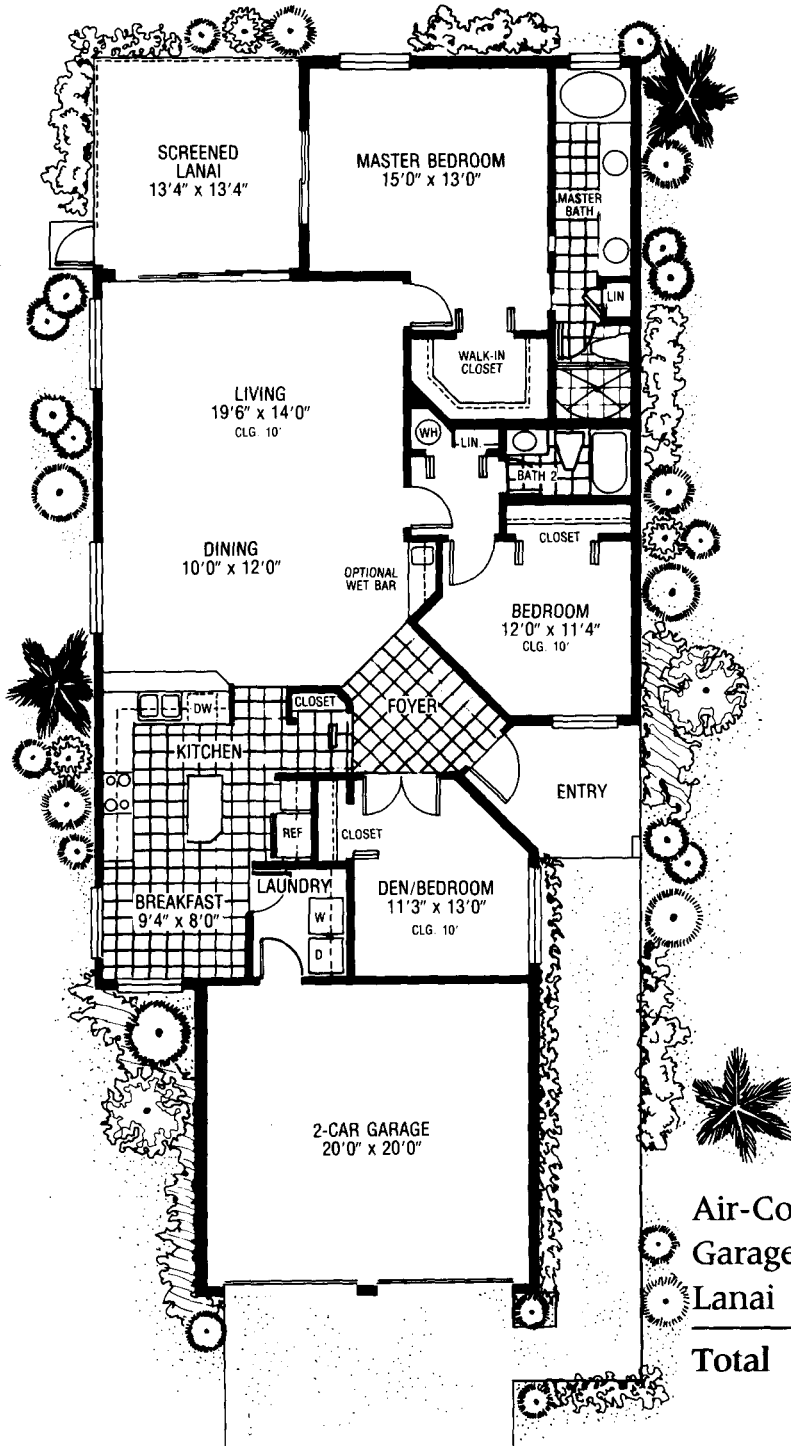 SCREENED
LANAI
13'4" x 13'4"
MASTER BEDROOM
15'0" x 13'0"
MASTER
BATH
LIN
WALK-IN
CLOSET
LIVING
19'6" x 14'0"
CLG. 10'
WH
LIN.
BATH 2
CLOSET
DINING
10'0" x 12'0"
OPTIONAL
WET BAR
BEDROOM
12'0" x 11'4"
CLG. 10'
DW
CLOSET
FOYER
KITCHEN
ENTRY
REF
CLOSET
LAUNDRY
BREAKFAST
9'4" x 8'0"
W
D
DEN/BEDROOM
11'3" x 13'0"
CLG. 10'
2-CAR GARAGE
20'0" x 20'0"
Air-Co
Garage
Lanai
Total